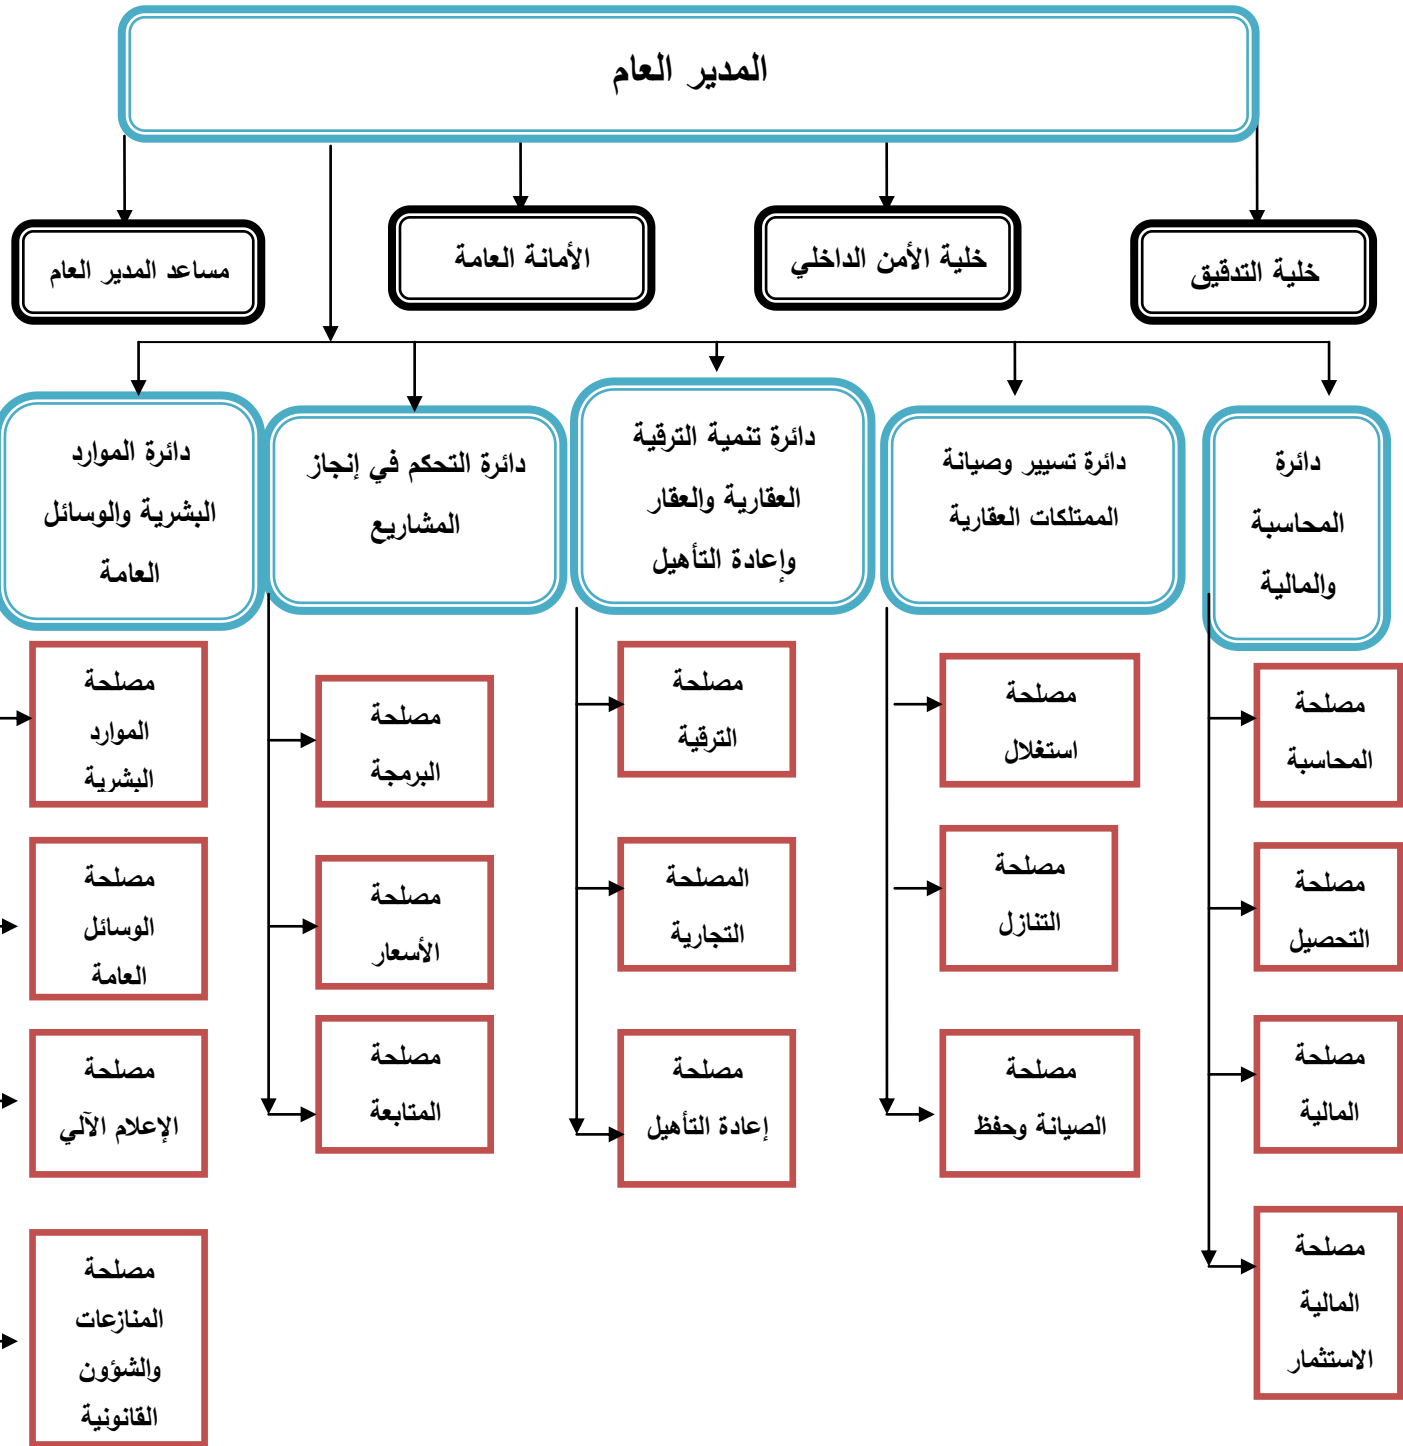 المدير العام
خلية التدقيق
خلية الأمن الداخلي
الأمانة العامة
مساعد المدير العام
دائرة
المحاسبة
والمالية
دائرة تسيير وصيانة
الممتلكات العقارية
دائرة تنمية الترقية
العقارية والعقار
وإعادة التأهيل
دائرة التحكم في إنجاز
المشاريع
دائرة الموارد
البشرية والوسائل
العامة
مصلحة
المحاسبة
مصلحة
التحصيل
مصلحة
المالية
مصلحة
المالية
الاستثمار
مصلحة
استغلال
مصلحة
التنازل
مصلحة
الصيانة وحفظ
مصلحة
الترقية
المصلحة
التجارية
مصلحة
إعادة التأهيل
مصلحة
البرمجة
مصلحة
الأسعار
مصلحة
المتابعة
مصلحة
الموارد
البشرية
مصلحة
الوسائل
العامة
مصلحة
الإعلام الآلي
مصلحة
المنازعات
والشؤون
القانونية